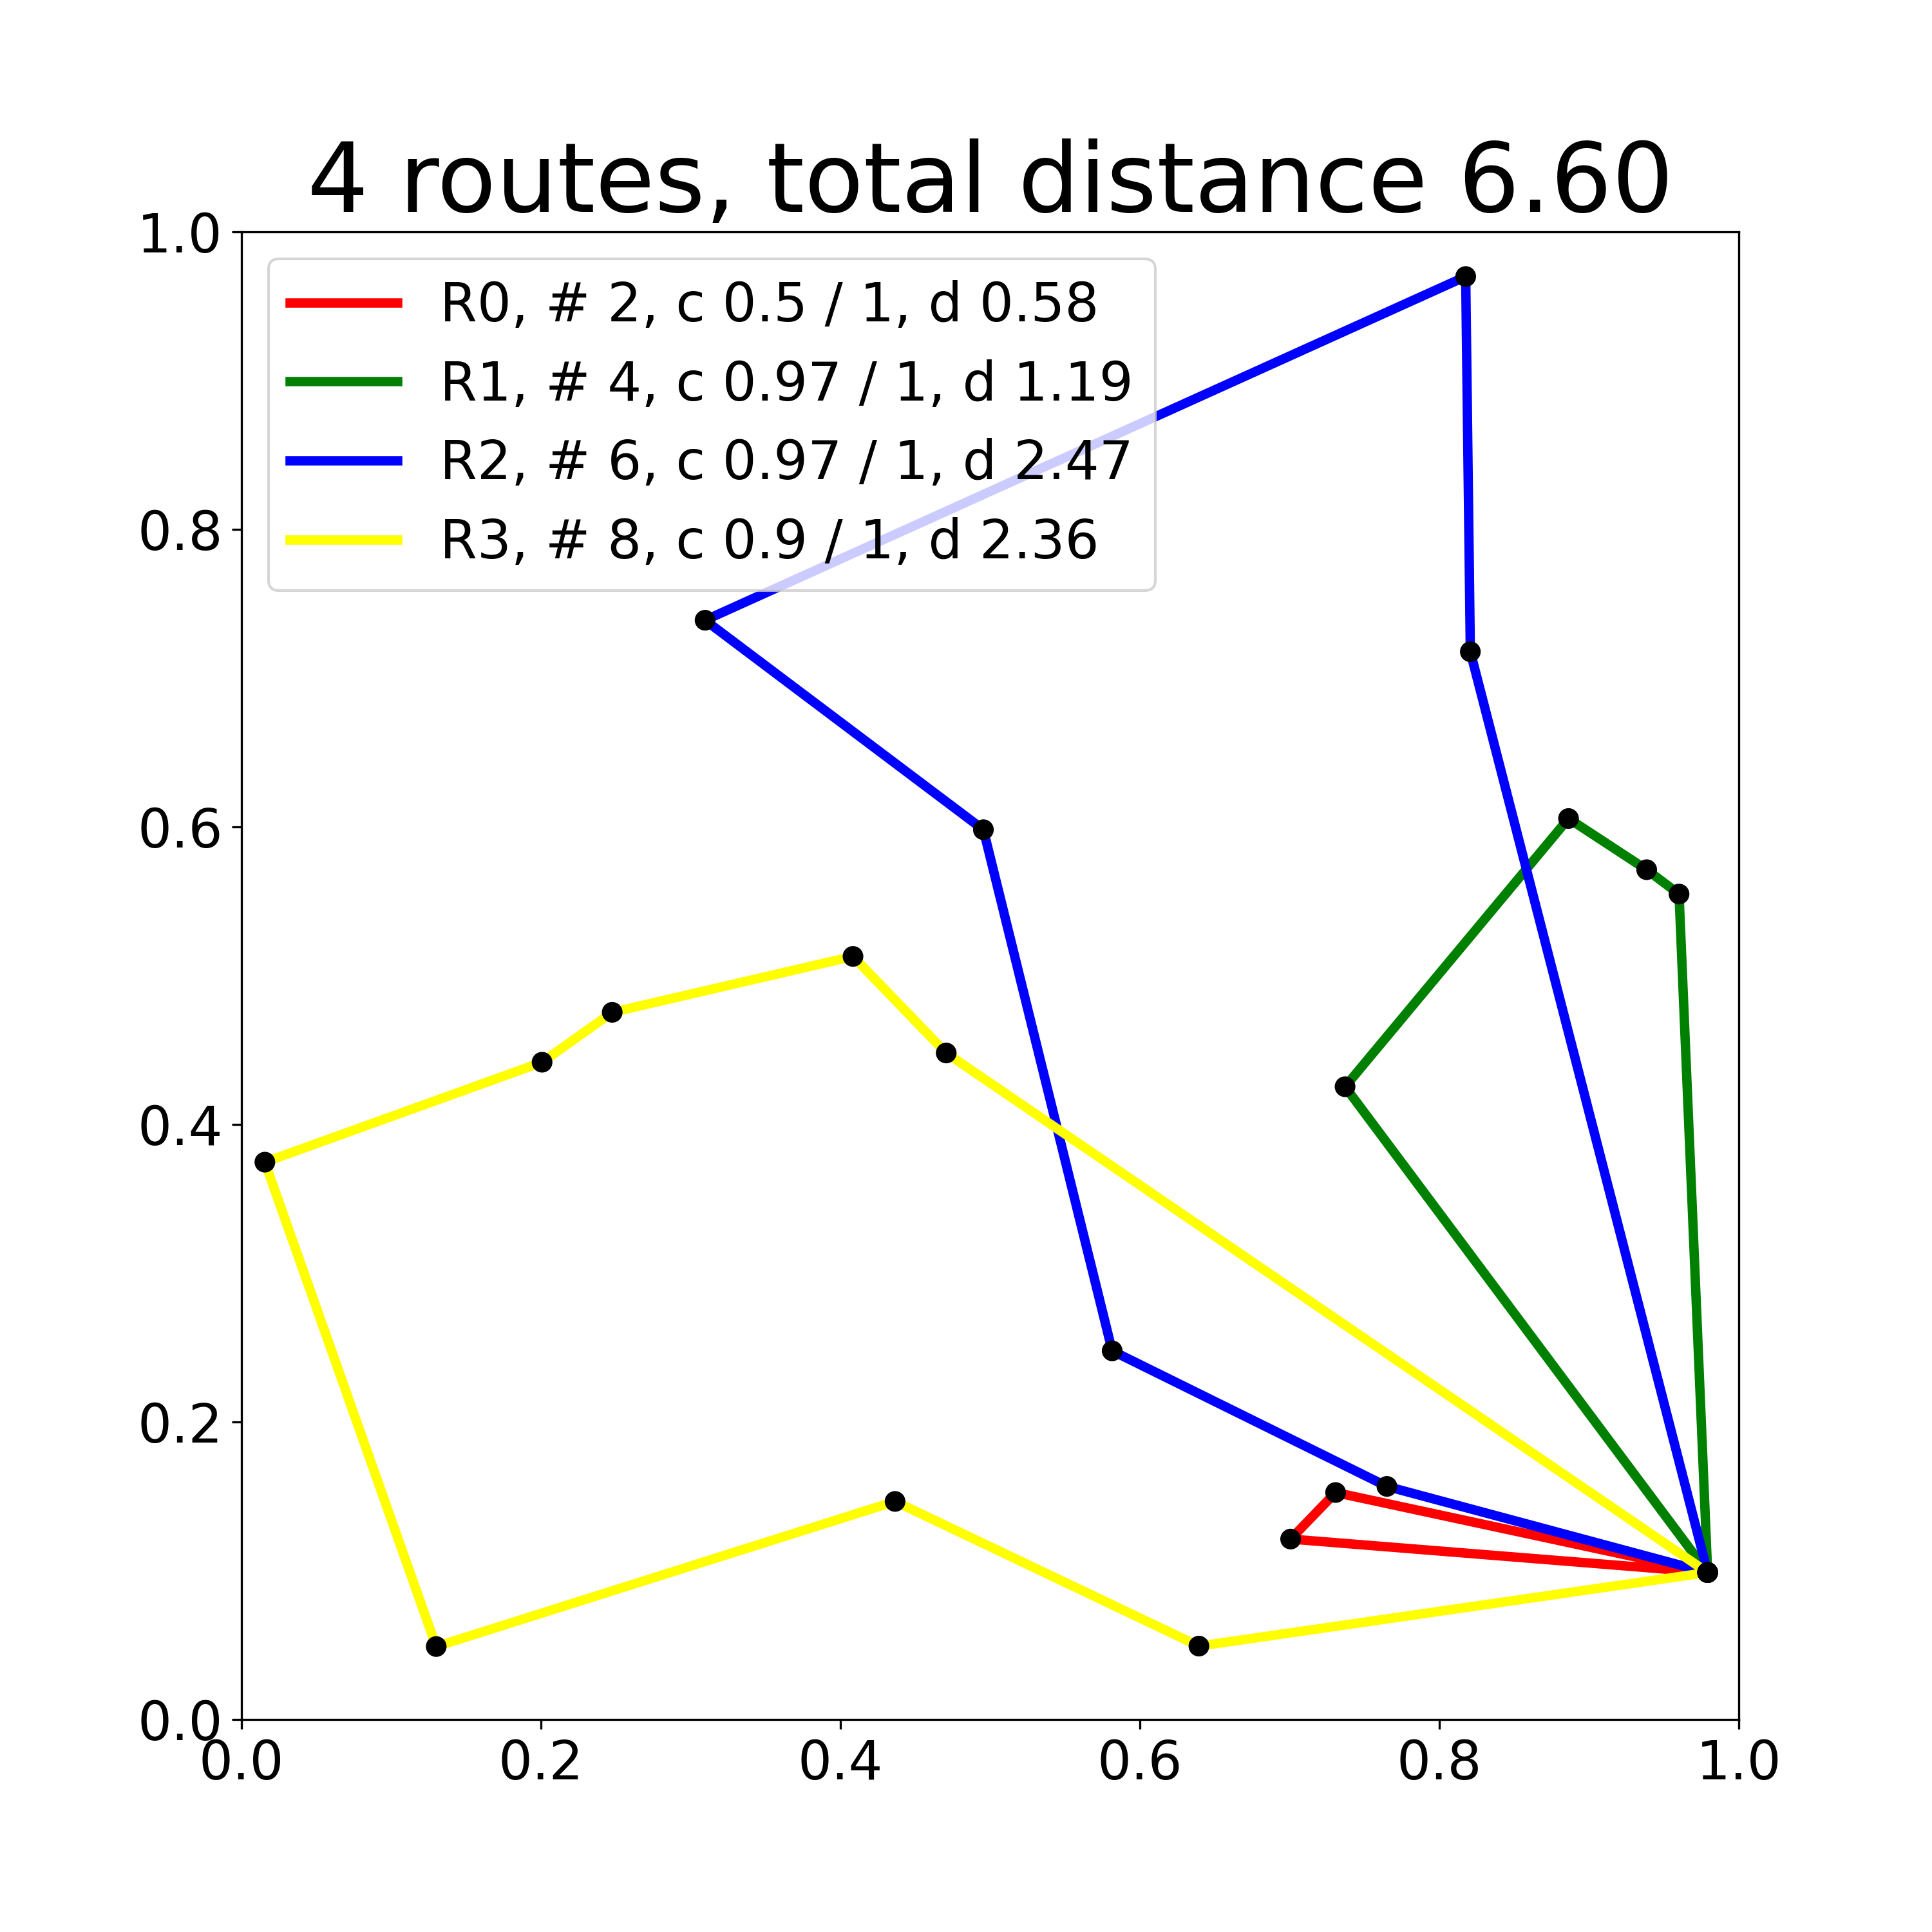 4 routes, total distance 6.60
1.0
R0, # 2, c 0.5 / 1, d 0.58
R1, # 4, c 0.97 / 1, d 1.19
R2, # 6, c 0.97 / 1, d 2.47
R3, # 8, c 0.9 / 1, d 2.36
0.8
0.6
0.4
0.2
0.0
0.0 0.2 0.4 0.6 0.8 1.0